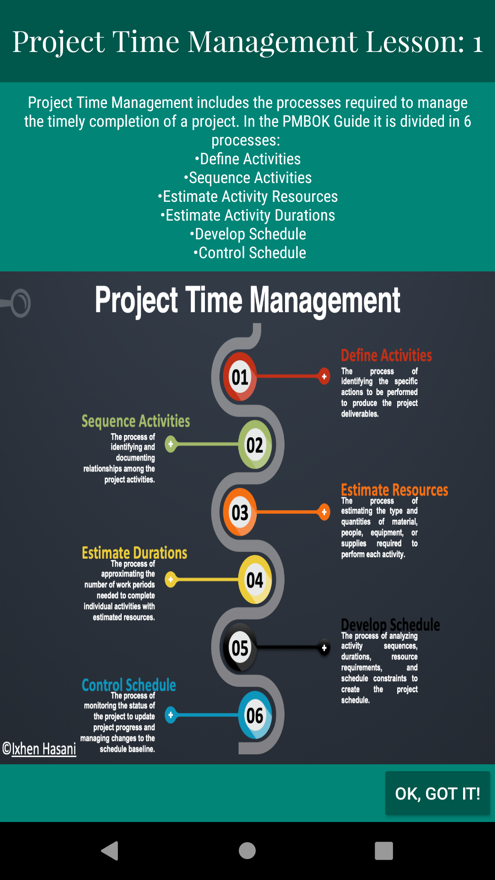 Project Time Management Lesson: 1
Project Time Management includes the processes required to manage
the timely completion of a project. In the PMBOK Guide it is divided in 6
processes:
•Define Activities
•Sequence Activities
•Estimate Activity Resources
•Estimate Activity Durations
•Develop Schedule
•Control Schedule
Project Time Management
01
Define Activities
The process of
identifying the specific
actions to be performed
to produce the project
deliverables.
Sequence Activities
The process of
identifying and
documenting
relationships among the
project activities.
02
03
Estimate Resources
The process of
estimating the type and
quantities of material,
people, equipment, or
supplies required to
perform each activity.
Estimate Durations
The process of
approximating the
number of work periods
needed to complete
individual activities with
estimated resources.
04
05
Develop Schedule
The process of analyzing
activity sequences,
durations, resource
requirements, and
schedule constraints to
create the project
schedule.
Control Schedule
The process of
monitoring the status of
the project to update
project progress and
managing changes to the
schedule baseline.
06
©Ixhen Hasani
OK, GOT IT!